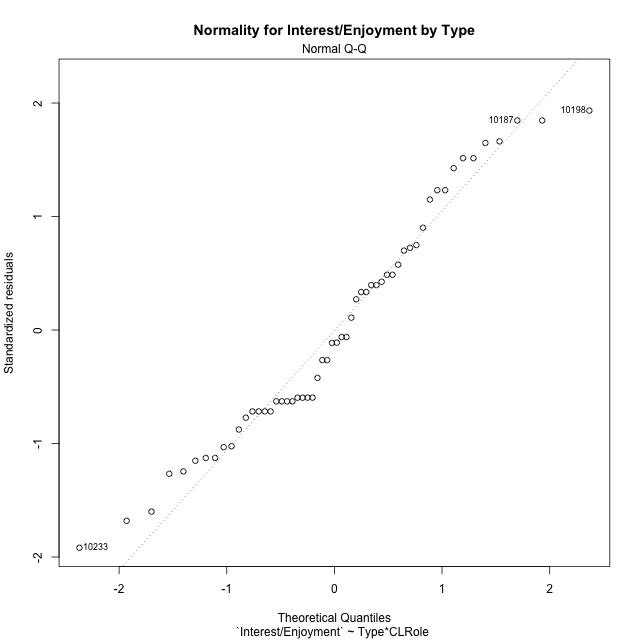 Normality for Interest/Enjoyment by Type
Normal Q-Q
2
10198
10187
1
Standardized residuals
0
-1
10233
-2
-2 -1 0 1 2
Theoretical Quantiles
`Interest/Enjoyment` ~ Type*CLRole